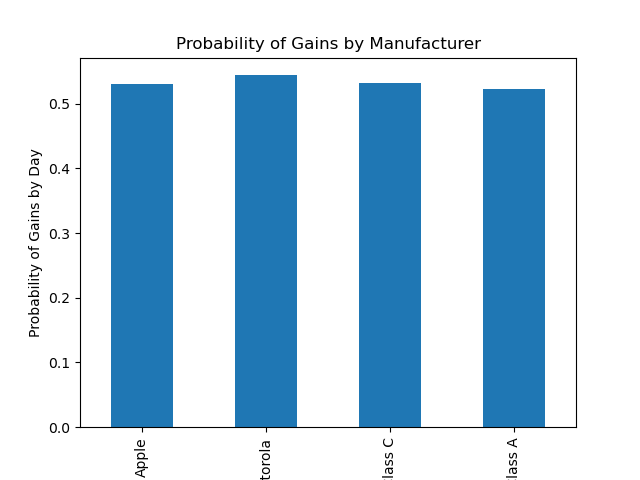 Probability of Gains by Manufacturer
Probability of Gains by Day
0.5
0.4
0.3
0.2
0.1
0.0
Apple
torola
lass C
lass A